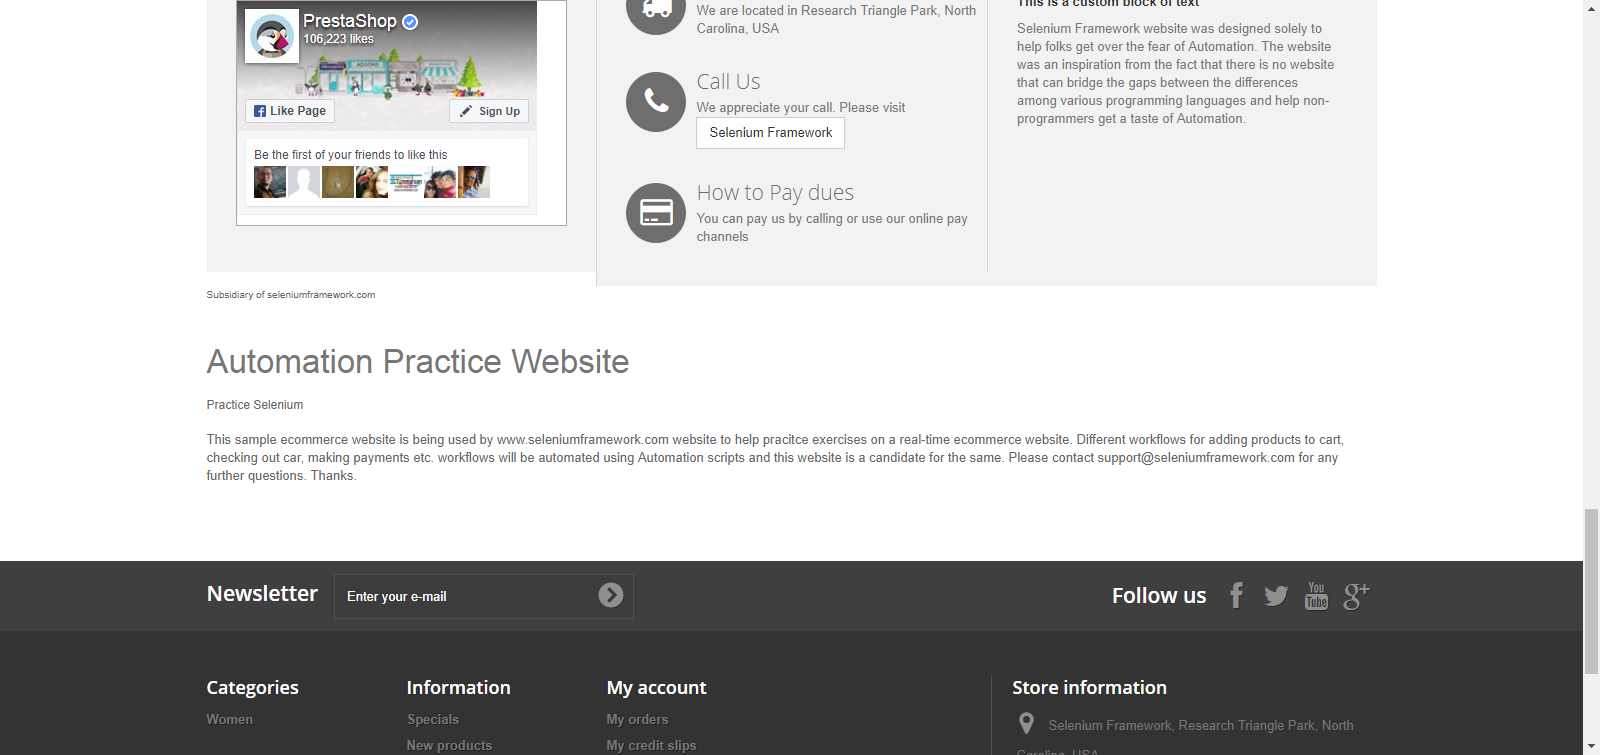 PrestaShop
106,223 likes
Like Page
Sign Up
Be the first of your friends to like this
We are located in Research Triangle Park, North
Carolina, USA
Call Us
We appreciate your call. Please visit
Selenium Framework
How to Pay dues
You can pay us by calling or use our online pay
channels
This is a custom block of text
Selenium Framework website was designed solely to
help folks get over the fear of Automation. The website
was an inspiration from the fact that there is no website
that can bridge the gaps between the differences
among various programming languages and help non-
programmers get a taste of Automation.
Subsidiary of seleniumframework.com
Automation Practice Website
Practice Selenium
This sample ecommerce website is being used by www.seleniumframework.com website to help pracitce exercises on a real-time ecommerce website. Different workflows for adding products to cart,
checking out car, making payments etc. workflows will be automated using Automation scripts and this website is a candidate for the same. Please contact support@seleniumframework.com for any
further questions. Thanks.
Newsletter
Enter your e-mail
Follow us
You
Tube
g+
Categories
Women
Information
Specials
New products
My account
My orders
My credit slips
Store information
Selenium Framework, Research Triangle Park, North
Carolina, USA